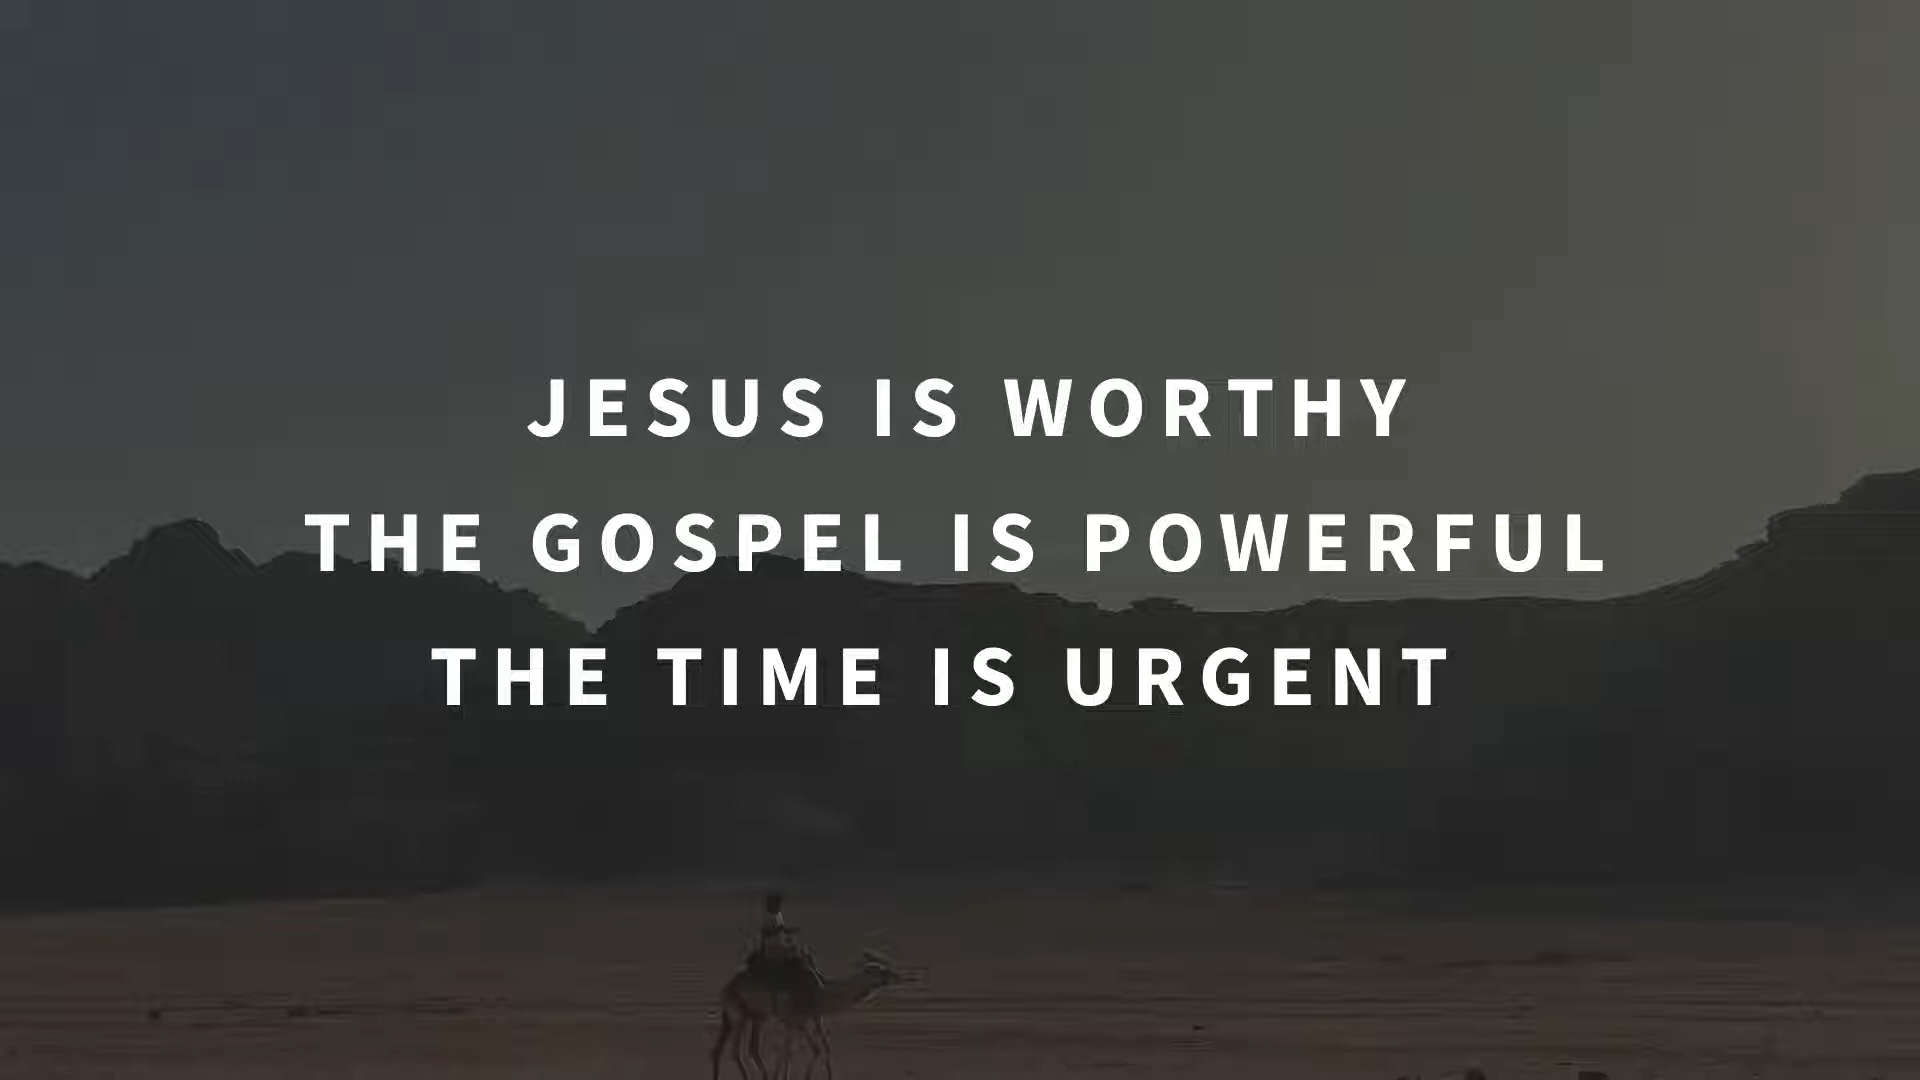 JESUS IS WORTHY
THE GOSPEL IS POWERFUL
THE TIME IS URGENT